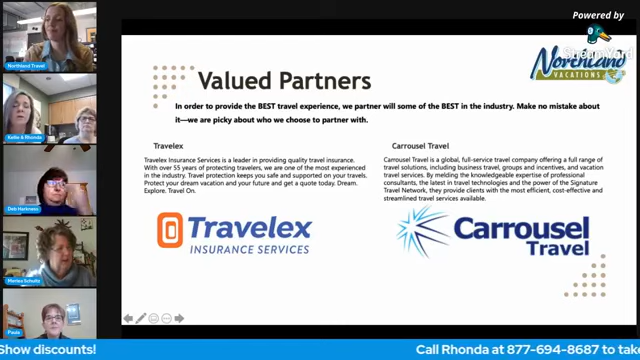 Powered by
StreamYard
Northland
VACATIONS
Valued Partners
In order to provide the BEST travel experience, we partner will some of the BEST in the industry. Make no mistake about
it—we are picky about who we choose to partner with.
Travelex
Travelex Insurance Services is a leader in providing quality travel insurance.
With over 55 years of protecting travelers, we are one of the most experienced
in the industry. Travel protection keeps you safe and supported on your travels.
Protect your dream vacation and your future and get a quote today. Dream.
Explore. Travel On.
Travelex
INSURANCE SERVICES
Carrousel Travel
Carrousel Travel is a global, full-service travel company offering a full range of
travel solutions, including business travel, groups and incentives, and vacation
travel services. By melding the knowledgeable expertise of professional
consultants, the latest in travel technologies and the power of the Signature
Travel Network, they provide clients with the most efficient, cost-effective and
streamlined travel services available.
Carrousel
Travel
Northland Travel
Kallie & Rhonda
Deb Harkness
Marlea Schultz
Paula
Show discounts!
Call Rhonda at 877-694-8687 to take